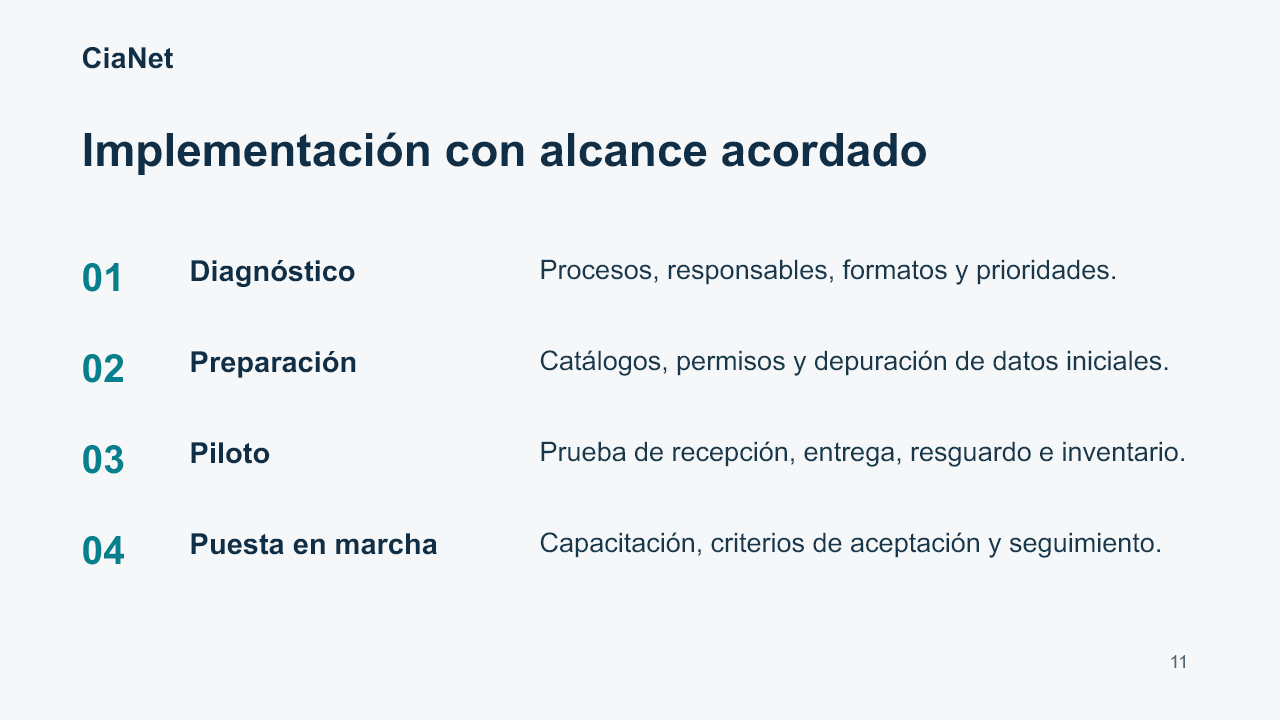 CiaNet
Implementación con alcance acordado
01 Diagnóstico Procesos, responsables, formatos y prioridades.
02 Preparación Catálogos, permisos y depuración de datos iniciales.
03 Piloto Prueba de recepción, entrega, resguardo e inventario.
04 Puesta en marcha Capacitación, criterios de aceptación y seguimiento.
11